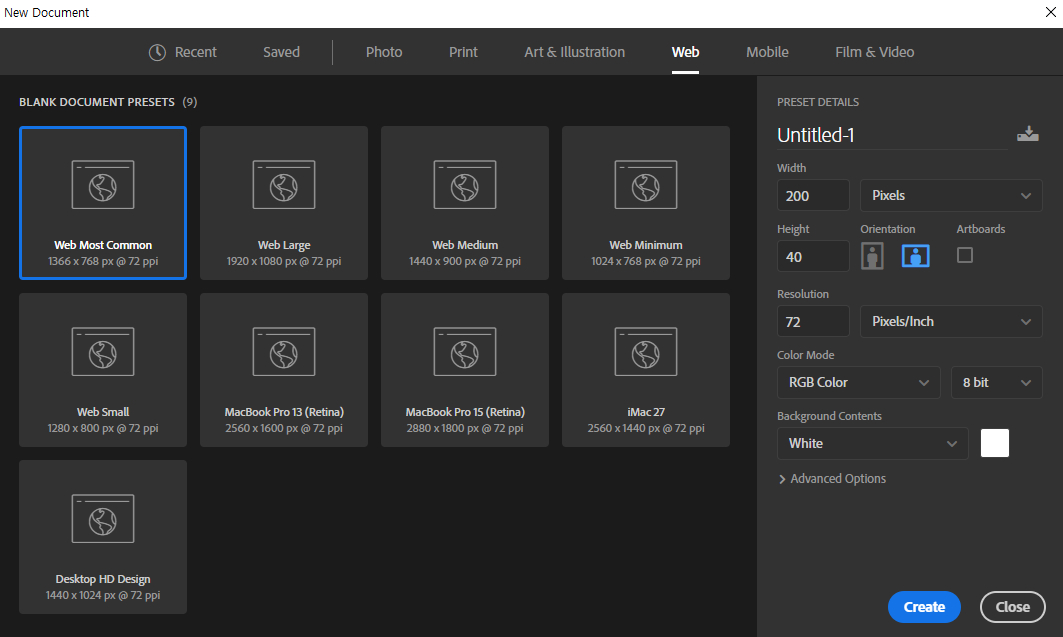 New Document
Recent Saved Photo Print Art & Illustration Web Mobile Film & Video
BLANK DOCUMENT PRESETS (9)
Web Most Common
1366 x 768 px @ 72 ppi
Web Large
1920 x 1080 px @ 72 ppi
Web Medium
1440 x 900 px @ 72 ppi
Web Minimum
1024 x 768 px @ 72 ppi
Web Small
1280 x 800 px @ 72 ppi
MacBook Pro 13 (Retina)
2560 x 1600 px @ 72 ppi
MacBook Pro 15 (Retina)
2880 x 1800 px @ 72 ppi
iMac 27
2560 x 1440 px @ 72 ppi
Desktop HD Design
1440 x 1024 px @ 72 ppi
PRESET DETAILS
Untitled-1
Width
200 Pixels
Height Orientation Artboards
40
Resolution
72 Pixels/Inch
Color Mode
RGB Color 8 bit
Background Contents
White
Advanced Options
Create Close